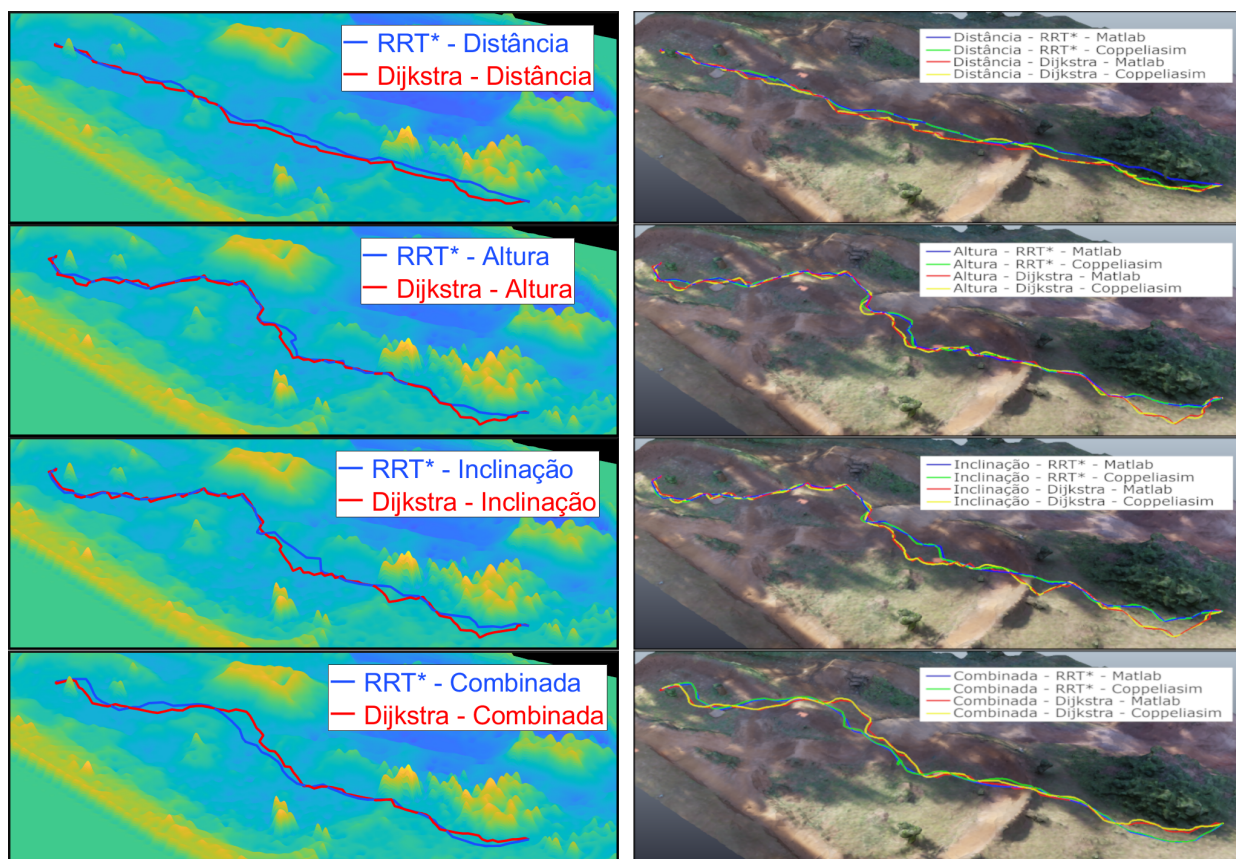 RRT* - Distância
Dijkstra - Distância
Distância - RRT* - Matlab
Distância - RRT* - Coppeliasim
Distância - Dijkstra - Matlab
Distância - Dijkstra - Coppeliasim
RRT* - Altura
Dijkstra - Altura
Altura - RRT* - Matlab
Altura - RRT* - Coppeliasim
Altura - Dijkstra - Matlab
Altura - Dijkstra - Coppeliasim
RRT* - Inclinação
Dijkstra - Inclinação
Inclinação - RRT* - Matlab
Inclinação - RRT* - Coppeliasim
Inclinação - Dijkstra - Matlab
Inclinação - Dijkstra - Coppeliasim
RRT* - Combinada
Dijkstra - Combinada
Combinada - RRT* - Matlab
Combinada - RRT* - Coppeliasim
Combinada - Dijkstra - Matlab
Combinada - Dijkstra - Coppeliasim